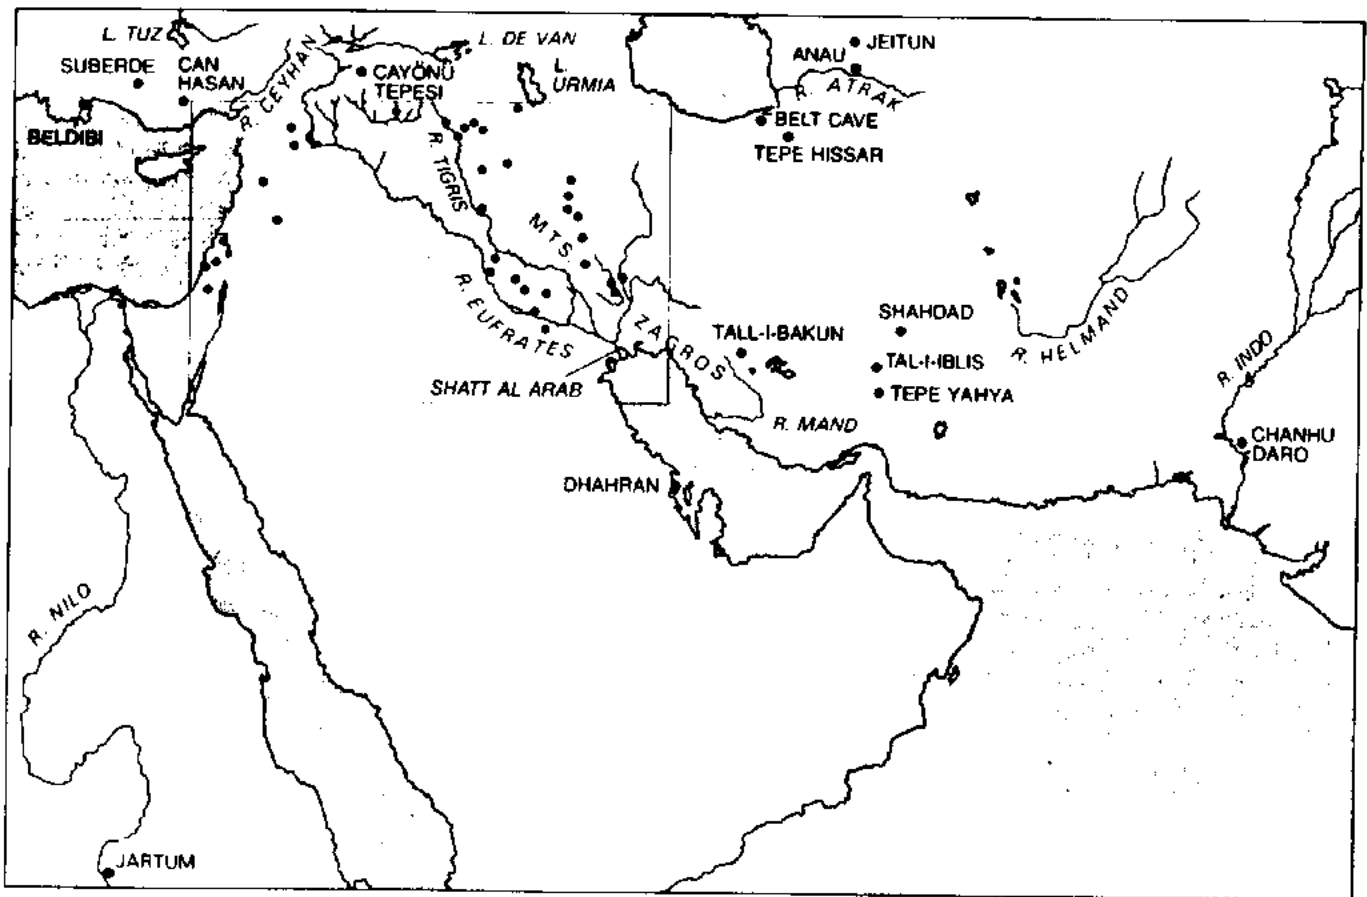 L. TUZ
SUBERDE
CAN
HASAN
BELDIBI
R. CEYHAN
CAYÖNÜ
TEPESI
L. DE VAN
L.
URMIA
ANAU
JEITUN
R. ATRAK
BELT CAVE
TEPE HISSAR
R. TIGRIS
MTS.
ZAGROS
R. EUFRATES
SHATT AL ARAB
TALL-I-BAKUN
SHAHDAD
TAL-I-IBLIS
TEPE YAHYA
R. MAND
R. HELMAND
R. INDO
CHANHU
DARO
DHAHRAN
R. NILO
JARTUM